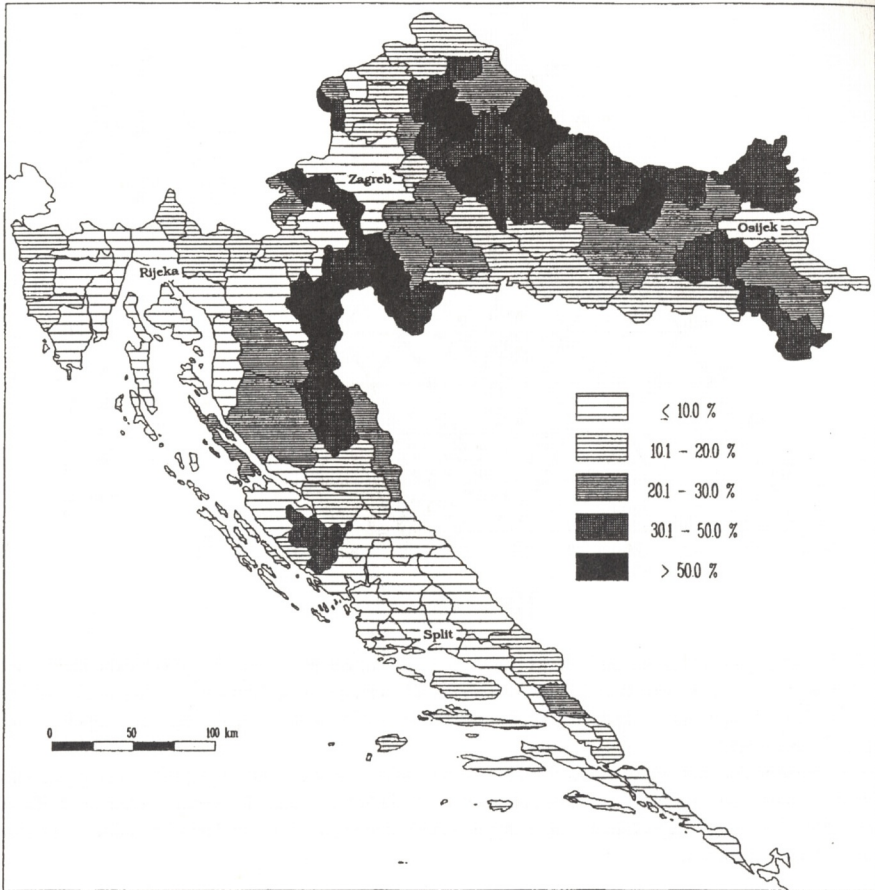 Zagreb
Osijek
Rijeka
≤ 10.0 %
10.1 - 20.0 %
20.1 - 30.0 %
30.1 - 50.0 %
> 50.0 %
Split
0 50 100 km